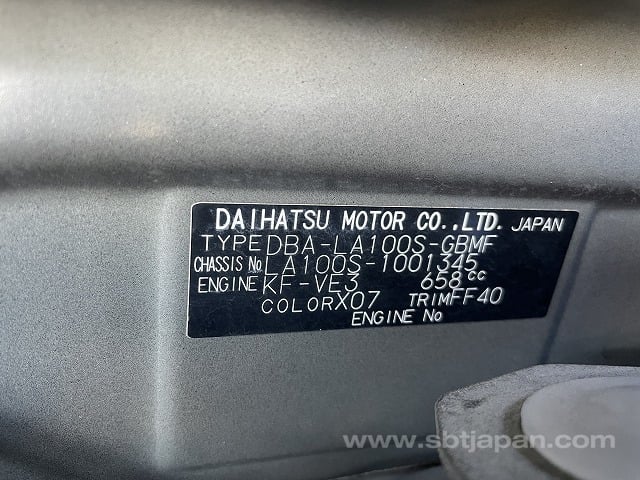 DAIHATSU MOTOR CO.,LTD. JAPAN
TYPE DBA-LA100S-GBMF
CHASSIS No LA100S-1001345
ENGINE KF-VE3 658cc
COLOR X07 TRIM FF40
ENGINE No
www.sbtjapan.com